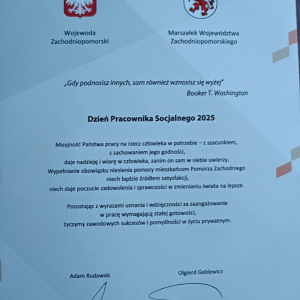 Wojewoda
Zachodniopomorski
Marszałek Województwa
Zachodniopomorskiego
„Gdy podnosisz innych, sam również wznosisz się wyżej”
Booker T. Washington
Dzień Pracownika Socjalnego 2025
Misyjność Państwa pracy na rzecz człowieka w potrzebie – z szacunkiem,
z zachowaniem jego godności,
daje nadzieję i wiarę w człowieka, zanim on sam w siebie uwierzy.
Wypełnianie obowiązku niesienia pomocy mieszkańcom Pomorza Zachodniego
niech będzie źródłem satysfakcji,
niech daje poczucie zadowolenia i sprawczości w zmienianiu świata na lepsze.
Pozostając z wyrazami uznania i wdzięczności za zaangażowanie
w pracę wymagającą stałej gotowości,
życzymy zawodowych sukcesów i pomyślności w życiu prywatnym.
Adam Rudawski
Olgierd Geblewicz